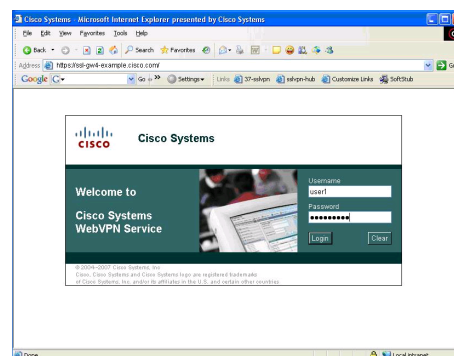 Cisco Systems - Microsoft Internet Explorer presented by Cisco Systems
File Edit View Favorites Tools Help
Back Search Favorites
Address https://ssl-gw4-example.cisco.com/ Go
Google G Go Settings Links 37-sslvpn sslvpn-hub Customize Links SoftStub
CISCO
Cisco Systems
Welcome to
Cisco Systems
WebVPN Service
Username
user1
Password
Login Clear
© 2004-2007 Cisco Systems, Inc
Cisco, Cisco Systems and Cisco Systems logo are registered trademarks
of Cisco Systems, Inc. and/or its affiliates in the U.S. and certain other countries
Done Local intranet